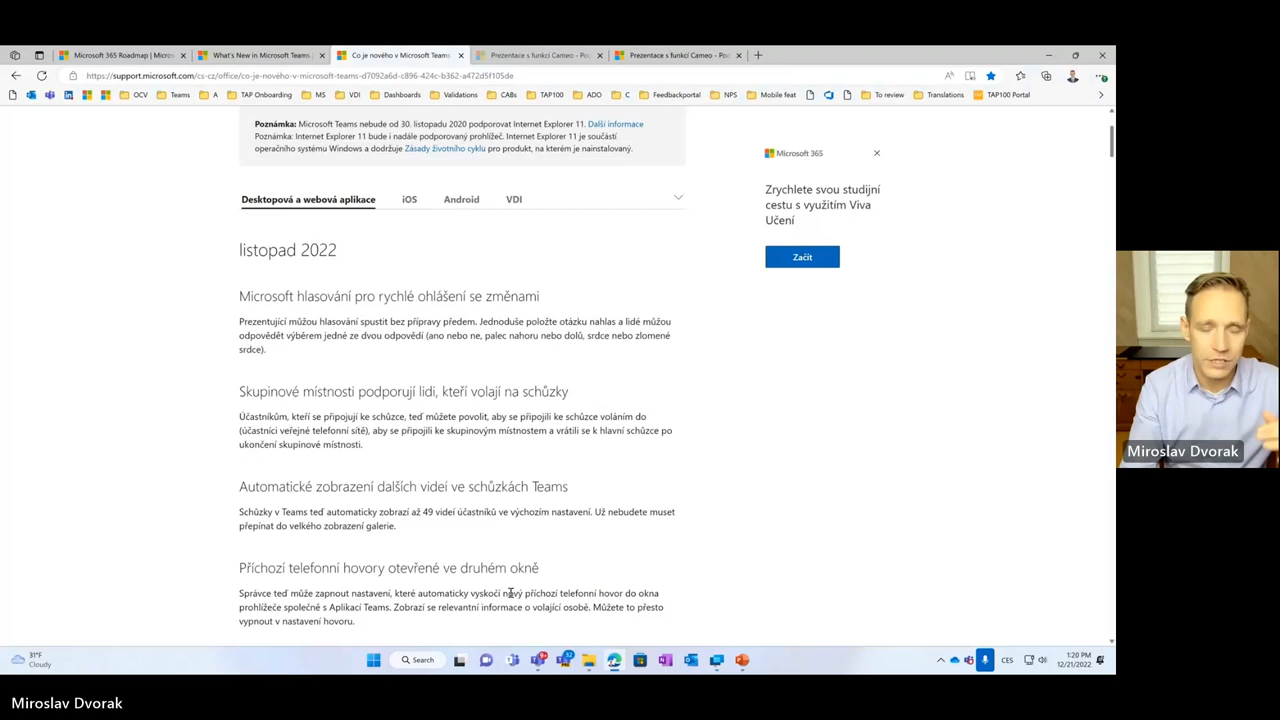 Microsoft 365 Roadmap | Micros
What's New in Microsoft Teams |
Co je nového v Microsoft Teams
Prezentace s funkcí Cameo - Po
Prezentace s funkcí Cameo - Pov
https://support.microsoft.com/cs-cz/office/co-je-nového-v-microsoft-teams-d7092a6d-c896-424c-b362-a472d5f105de
OCV Teams A TAP Onboarding MS VDI Dashboards Validations CABs TAP100 ADO C Feedbackportal NPS Mobile feat To review Translations TAP100 Portal
Poznámka: Microsoft Teams nebude od 30. listopadu 2020 podporovat Internet Explorer 11. Další informace
Poznámka: Internet Explorer 11 bude i nadále podporovaný prohlížeč. Internet Explorer 11 je součástí
operačního systému Windows a dodržuje Zásady životního cyklu pro produkt, na kterém je nainstalovaný.
Desktopová a webová aplikace iOS Android VDI
listopad 2022
Microsoft hlasování pro rychlé ohlášení se změnami
Prezentující můžou hlasování spustit bez přípravy předem. Jednoduše položte otázku nahlas a lidé můžou
odpovědět výběrem jedné ze dvou odpovědí (ano nebo ne, palec nahoru nebo dolů, srdce nebo zlomené
srdce).
Skupinové místnosti podporují lidi, kteří volají na schůzky
Účastníkům, kteří se připojují ke schůzce, teď můžete povolit, aby se připojili ke schůzce voláním do
(účastníci veřejné telefonní sítě), aby se připojili ke skupinovým místnostem a vrátili se k hlavní schůzce po
ukončení skupinové místnosti.
Automatické zobrazení dalších videí ve schůzkách Teams
Schůzky v Teams teď automaticky zobrazí až 49 videí účastníků ve výchozím nastavení. Už nebudete muset
přepínat do velkého zobrazení galerie.
Příchozí telefonní hovory otevřené ve druhém okně
Správce teď může zapnout nastavení, které automaticky vyskočí nový příchozí telefonní hovor do okna
prohlížeče společně s Aplikací Teams. Zobrazí se relevantní informace o volající osobě. Můžete to přesto
vypnout v nastavení hovoru.
Microsoft 365
Zrychlete svou studijní
cestu s využitím Viva
Učení
Začít
Miroslav Dvorak
31°F
Cloudy
Search
CES
1:20 PM
12/21/2022
Miroslav Dvorak